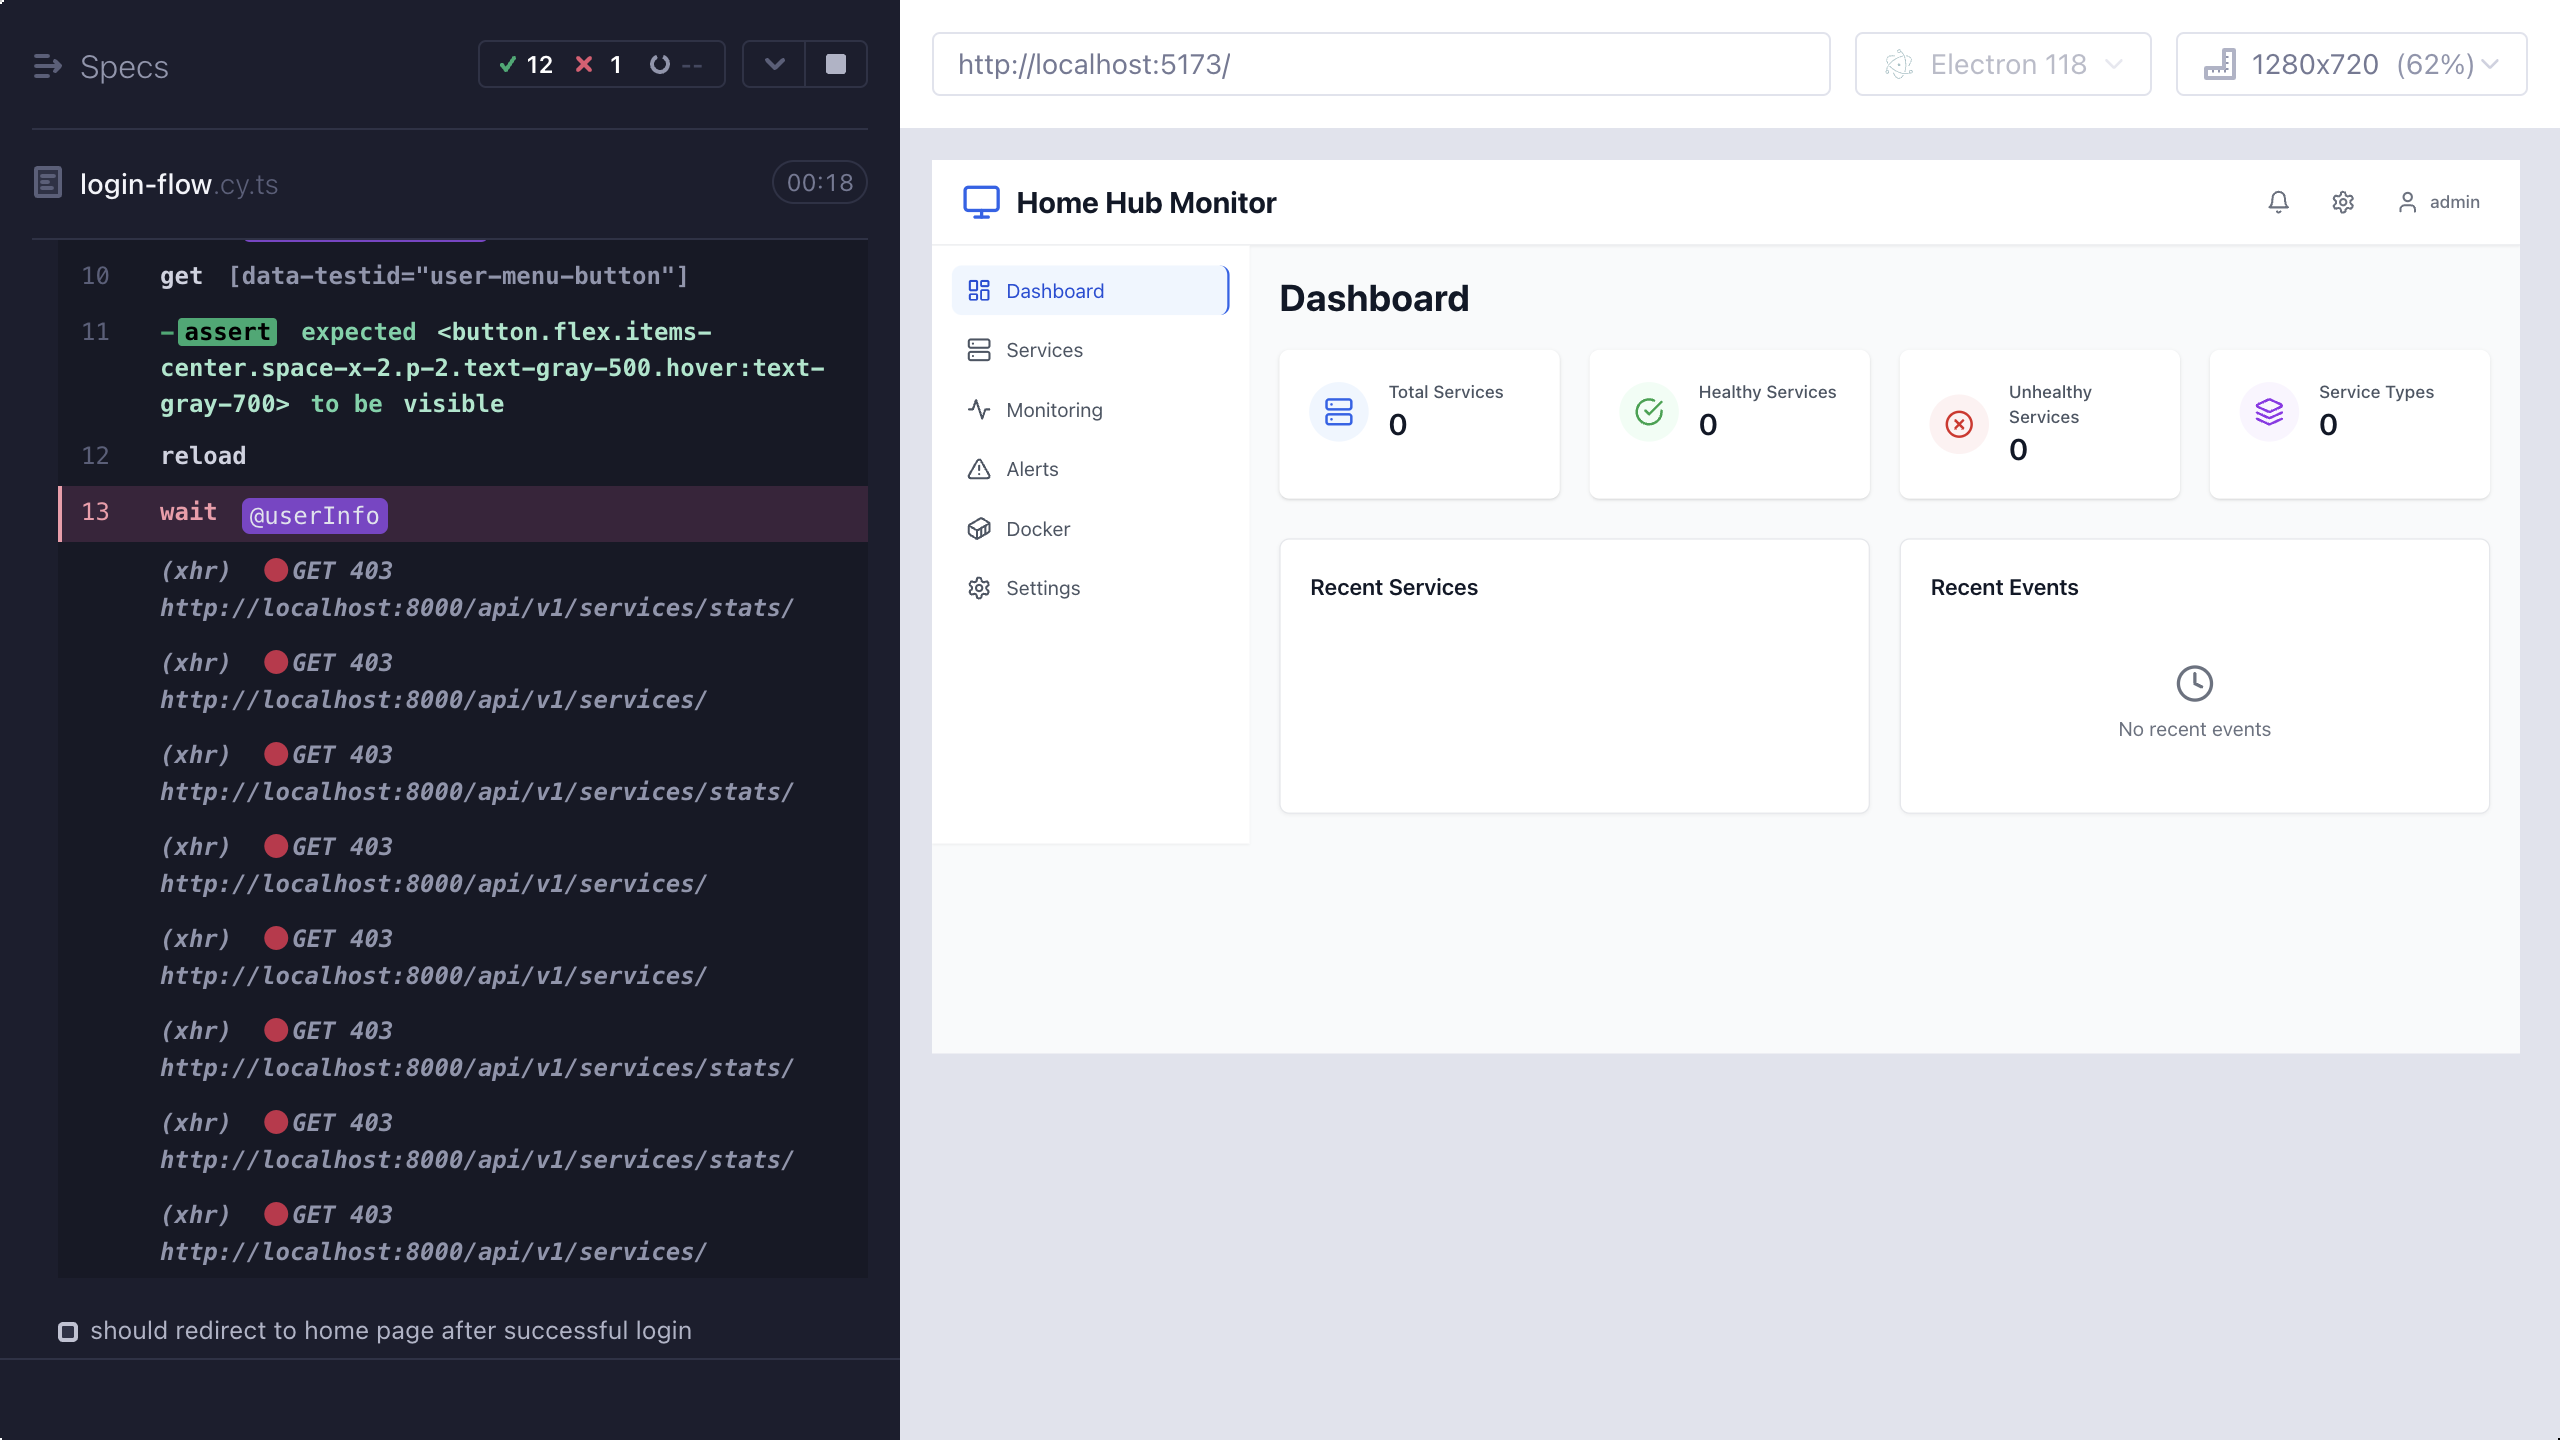 Specs
12 1 --
login-flow.cy.ts
00:18
10 get [data-testid="user-menu-button"]
11 -assert expected <button.flex.items-
center.space-x-2.p-2.text-gray-500.hover:text-
gray-700> to be visible
12 reload
13 wait @userInfo
(xhr) GET 403
http://localhost:8000/api/v1/services/stats/
(xhr) GET 403
http://localhost:8000/api/v1/services/
(xhr) GET 403
http://localhost:8000/api/v1/services/stats/
(xhr) GET 403
http://localhost:8000/api/v1/services/
(xhr) GET 403
http://localhost:8000/api/v1/services/
(xhr) GET 403
http://localhost:8000/api/v1/services/stats/
(xhr) GET 403
http://localhost:8000/api/v1/services/stats/
(xhr) GET 403
http://localhost:8000/api/v1/services/
should redirect to home page after successful login
http://localhost:5173/
Electron 118
1280x720 (62%)
Home Hub Monitor
admin
Dashboard
Services
Monitoring
Alerts
Docker
Settings
Dashboard
Total Services
0
Healthy Services
0
Unhealthy
Services
0
Service Types
0
Recent Services
Recent Events
No recent events